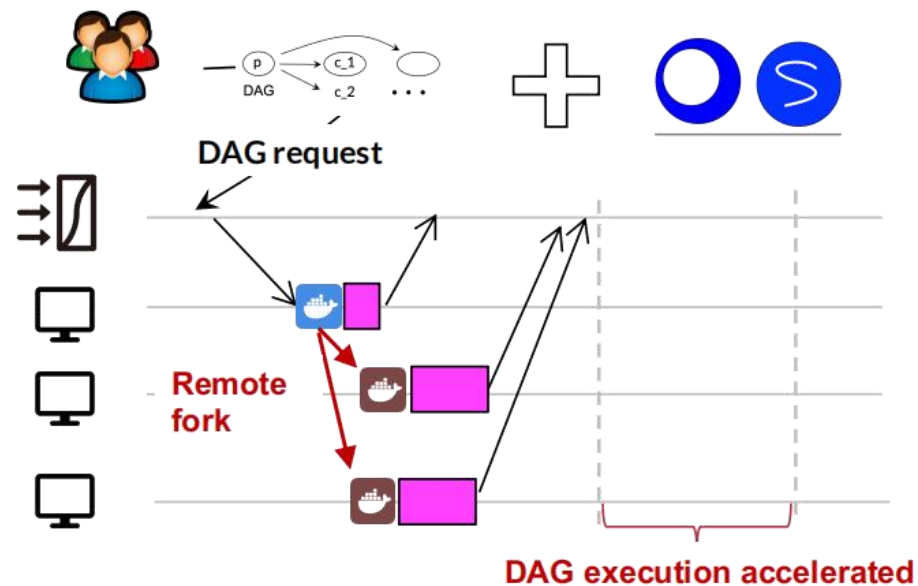 p
c_1
DAG
c_2
• • •
DAG request
Remote
fork
DAG execution accelerated